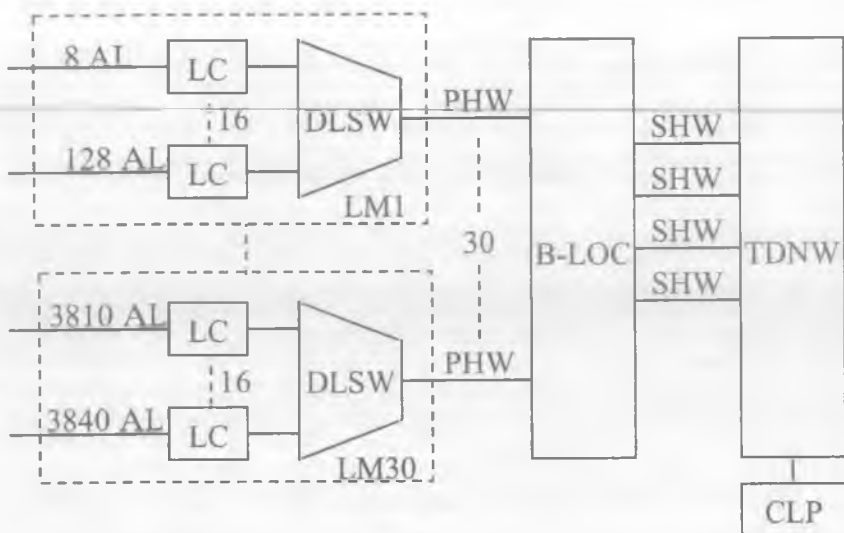 8 AL
LC
16
128 AL
LC
DLSW
LM1
PHW
30
PHW
B-LOC
SHW
SHW
SHW
SHW
TDNW
3810 AL
LC
16
3840 AL
LC
DLSW
LM30
CLP